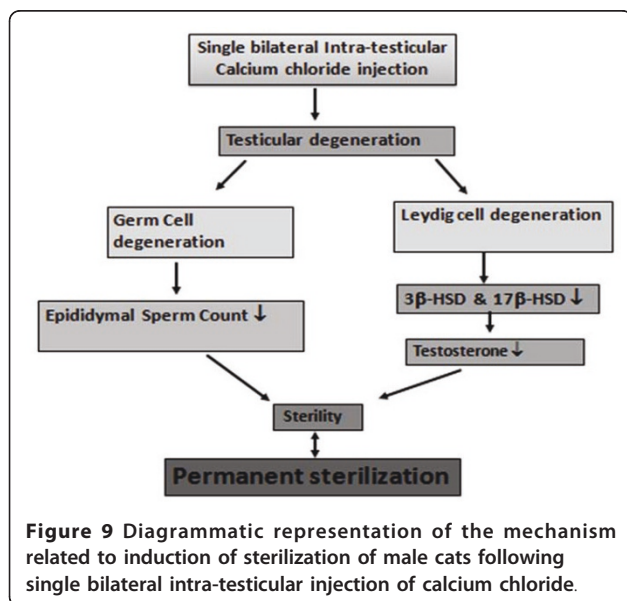 Single bilateral Intra-testicular
Calcium chloride injection
Testicular degeneration
Germ Cell
degeneration
Leydig cell degeneration
Epididymal Sperm Count ↓
3β-HSD & 17β-HSD ↓
Testosterone ↓
Sterility
Permanent sterilization
Figure 9 Diagrammatic representation of the mechanism
related to induction of sterilization of male cats following
single bilateral intra-testicular injection of calcium chloride.